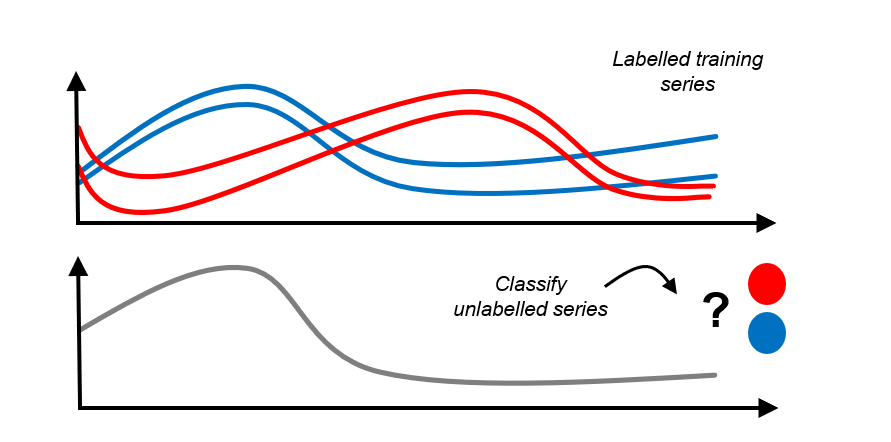 Labelled training
series
Classify
unlabelled series
?